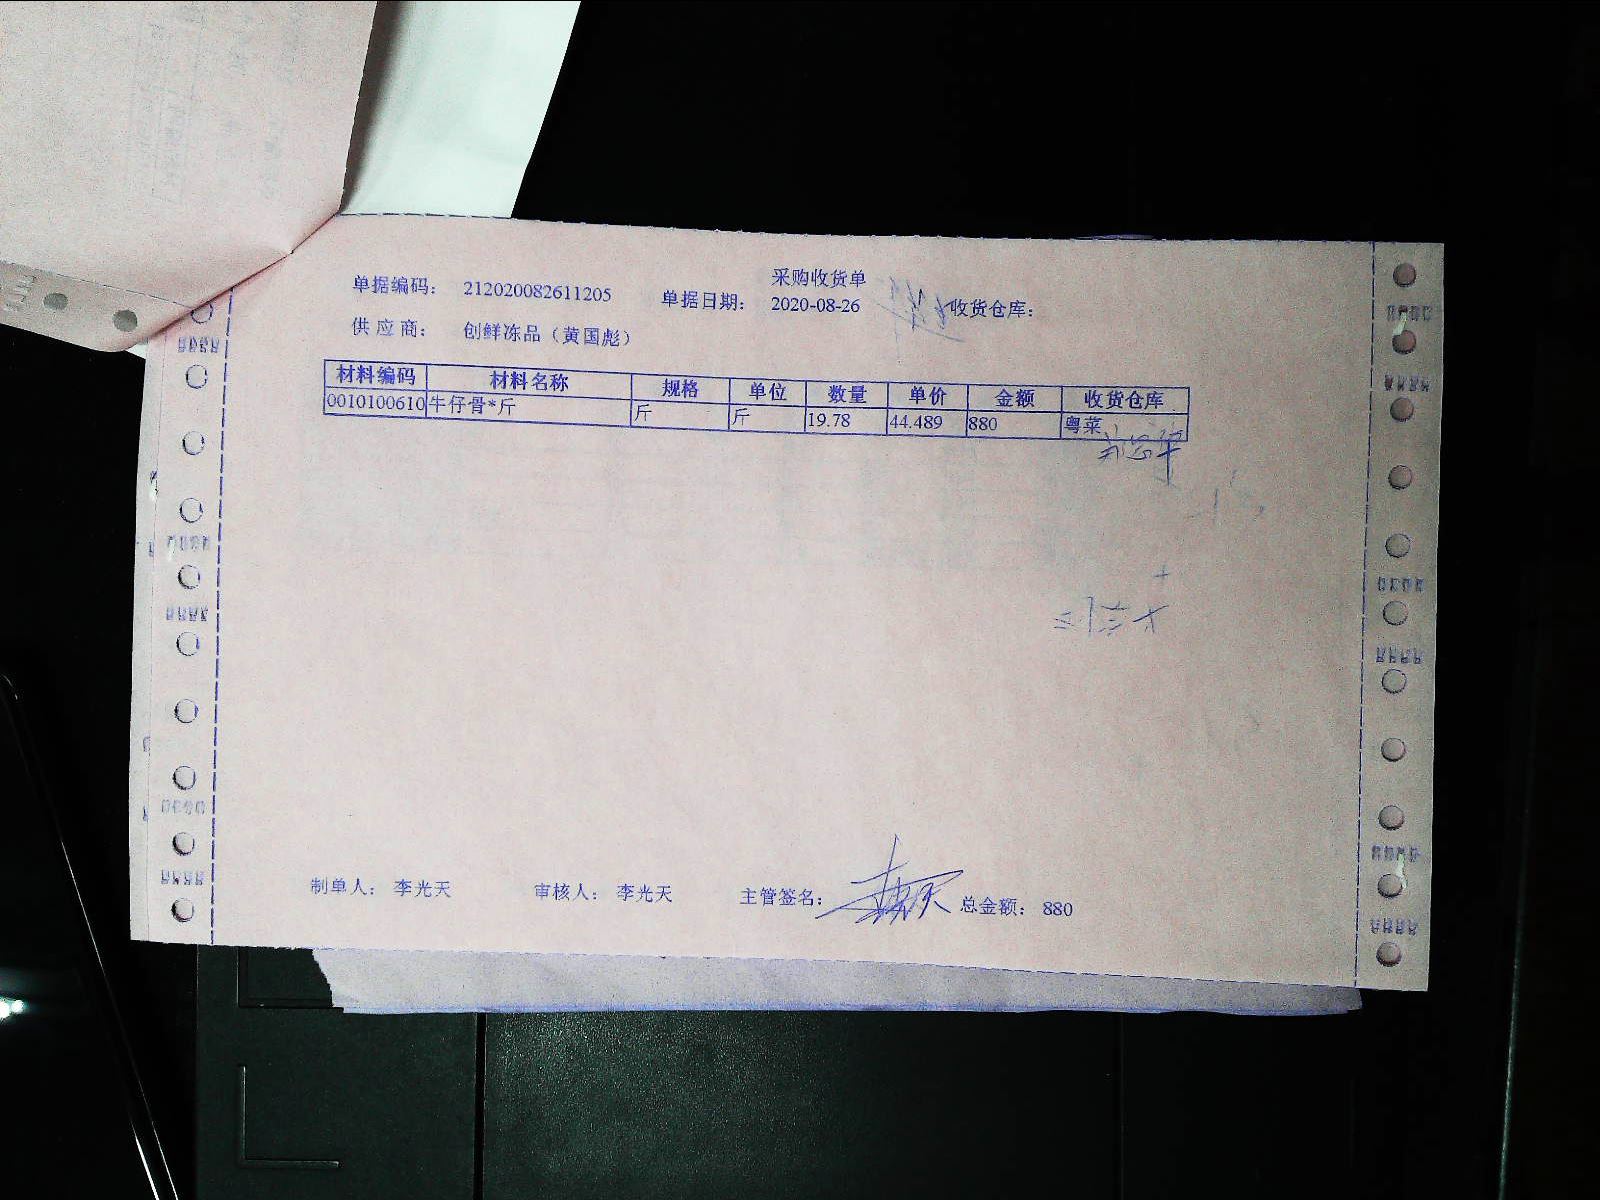 采购收货单
单据编码： 212020082611205 单据日期： 2020-08-26 收货仓库：
供应商： 创鲜冻品（黄国彪）
材料编码 材料名称 规格 单位 数量 单价 金额 收货仓库
0010100610 牛仔骨*斤 斤 斤 19.78 44.489 880 粤菜
制单人： 李光天 审核人： 李光天 主管签名： 总金额： 880